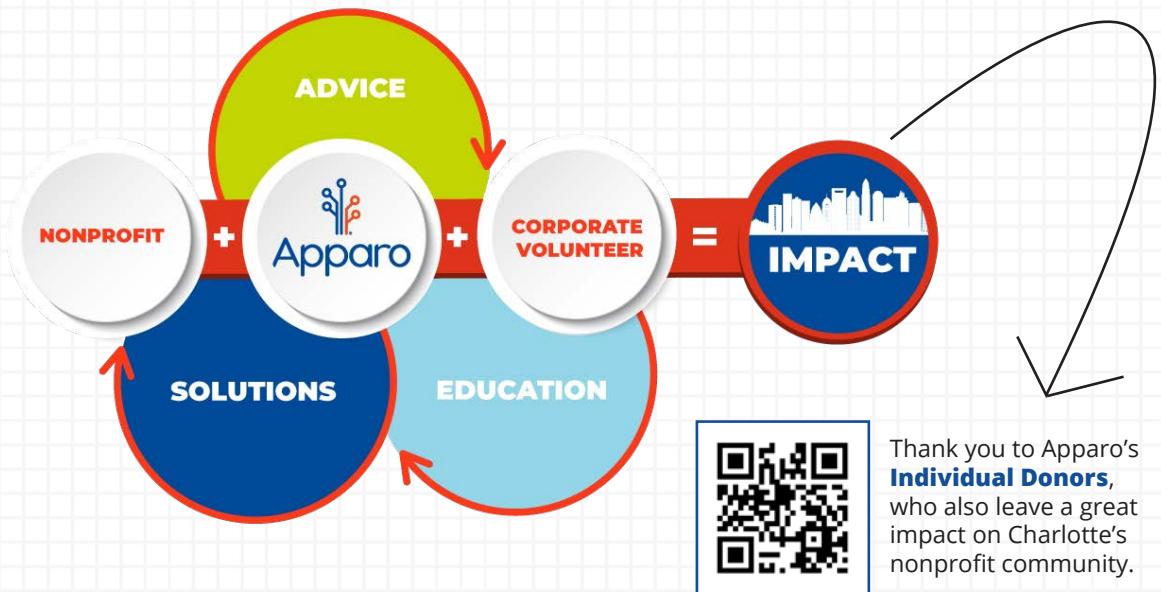 ADVICE
NONPROFIT
+
Apparo
+
CORPORATE
VOLUNTEER
=
IMPACT
SOLUTIONS
EDUCATION
Thank you to Apparo’s
Individual Donors,
who also leave a great
impact on Charlotte’s
nonprofit community.